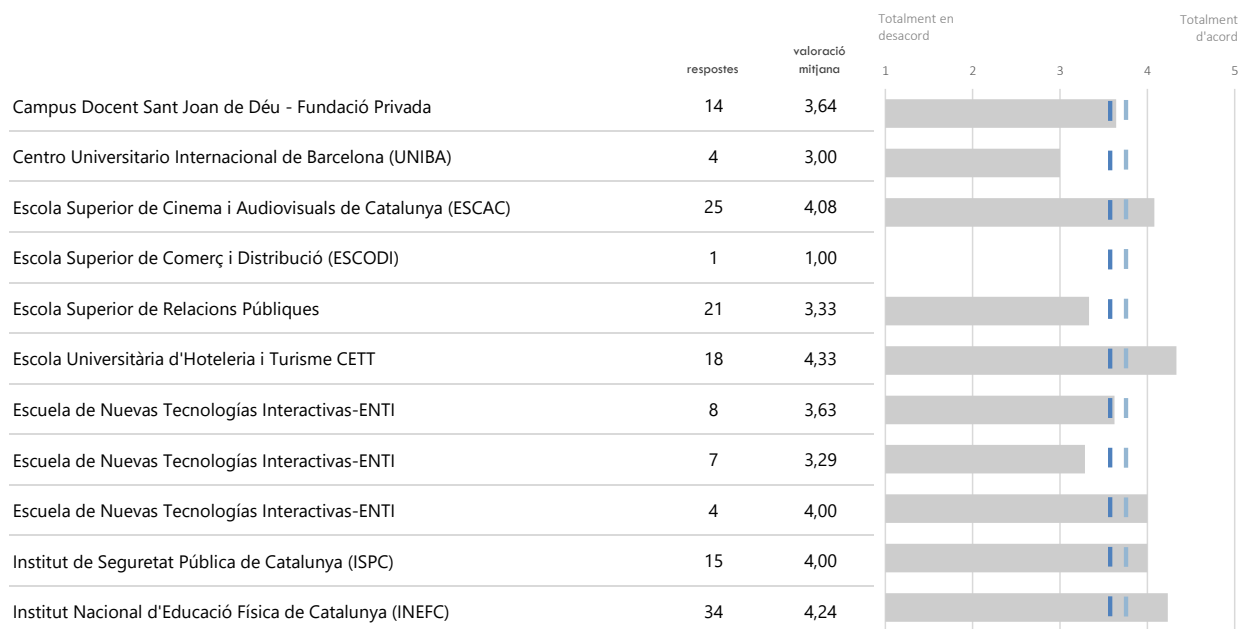 Totalment en
desacord
Totalment
d'acord
valoració
respostes mitjana 1 2 3 4 5
Campus Docent Sant Joan de Déu - Fundació Privada 14 3,64
Centro Universitario Internacional de Barcelona (UNIBA) 4 3,00
Escola Superior de Cinema i Audiovisuals de Catalunya (ESCAC) 25 4,08
Escola Superior de Comerç i Distribució (ESCODI) 1 1,00
Escola Superior de Relacions Públiques 21 3,33
Escola Universitària d'Hoteleria i Turisme CETT 18 4,33
Escuela de Nuevas Tecnologías Interactivas-ENTI 8 3,63
Escuela de Nuevas Tecnologías Interactivas-ENTI 7 3,29
Escuela de Nuevas Tecnologías Interactivas-ENTI 4 4,00
Institut de Seguretat Pública de Catalunya (ISPC) 15 4,00
Institut Nacional d'Educació Física de Catalunya (INEFC) 34 4,24